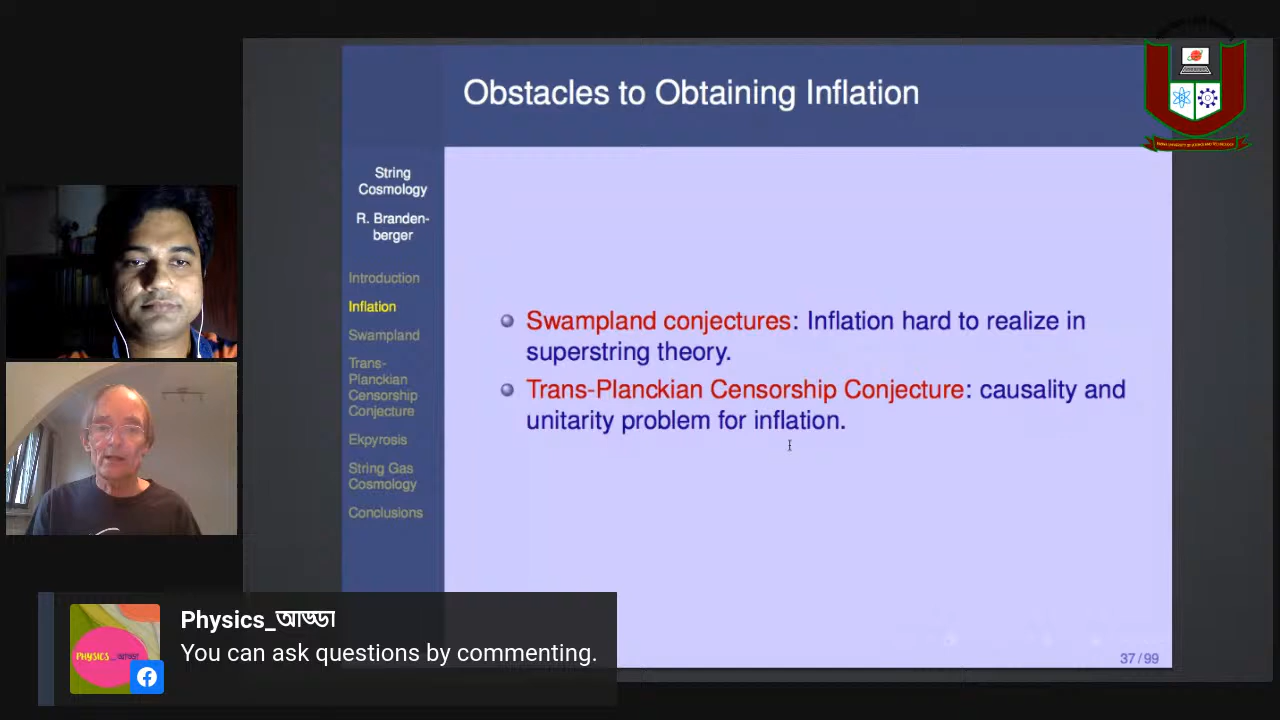 Obstacles to Obtaining Inflation
String
Cosmology
R. Branden-
berger
Introduction
Inflation
Swampland
Trans-
Planckian
Censorship
Conjecture
Ekpyrosis
String Gas
Cosmology
Conclusions
Swampland conjectures: Inflation hard to realize in
superstring theory.
Trans-Planckian Censorship Conjecture: causality and
unitarity problem for inflation.
37/99
Physics_আড্ডা
You can ask questions by commenting.